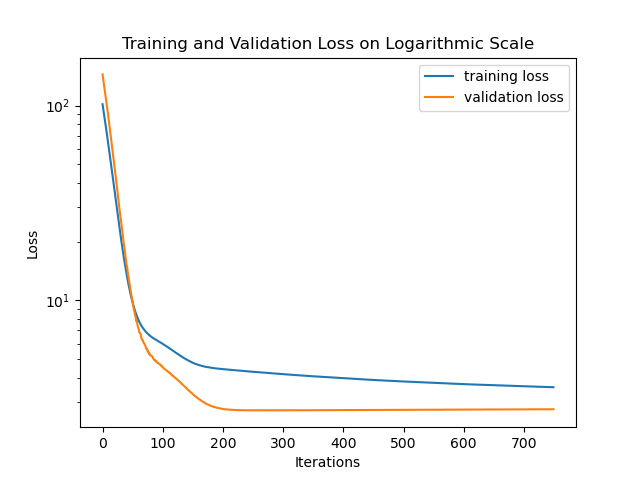 Training and Validation Loss on Logarithmic Scale
training loss
validation loss
10²
10¹
Loss
0 100 200 300 400 500 600 700
Iterations